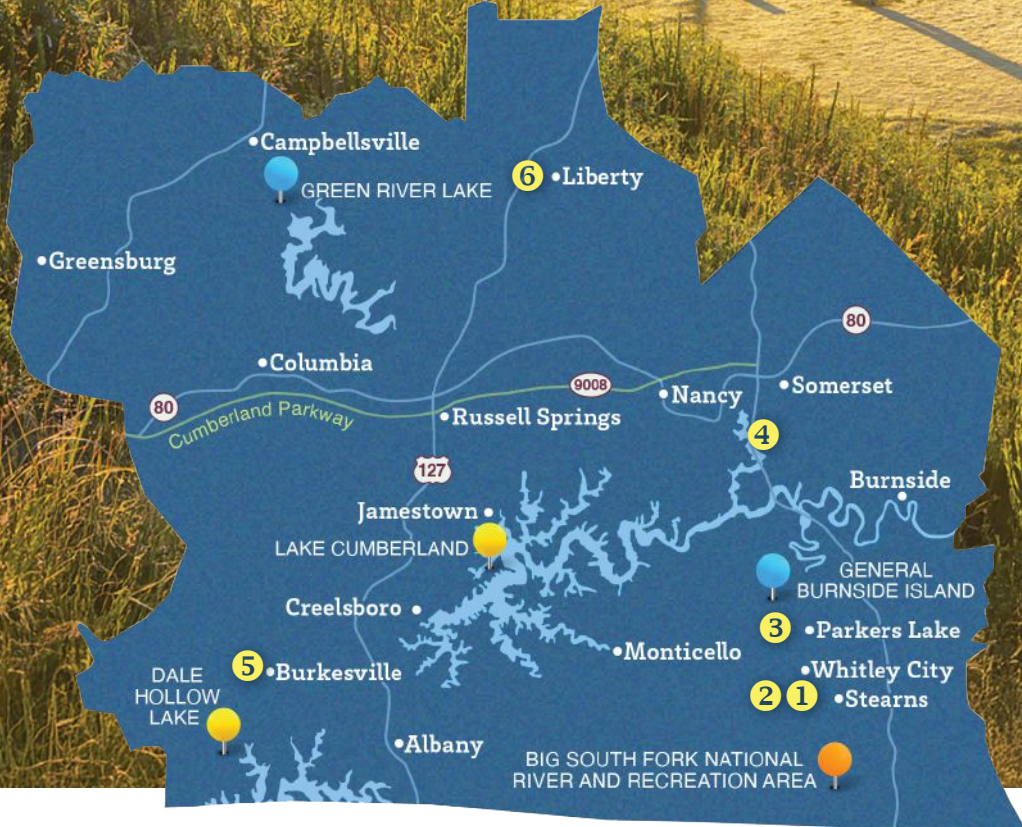 Campbellsville
GREEN RIVER LAKE
6
Liberty
Greensburg
80
Columbia
9008
Nancy
Somerset
80
Cumberland Parkway
Russell Springs
4
127
Burnside
Jamestown
LAKE CUMBERLAND
GENERAL
BURNSIDE ISLAND
Creelsboro
3
Parkers Lake
Monticello
5
Burkesville
Whitley City
DALE
HOLLOW
LAKE
2
1
Stearns
Albany
BIG SOUTH FORK NATIONAL
RIVER AND RECREATION AREA